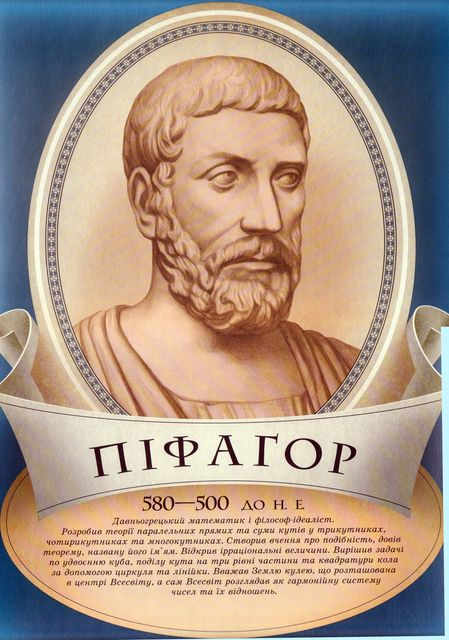 ПІФАГОР
580—500 ДО Н. Е.
Давньогрецький математик і філософ-ідеаліст.
Розробив теорії паралельних прямих та суми кутів у трикутниках,
чотирикутниках та многокутниках. Створив вчення про подібність, довів
теорему, названу його ім`ям. Відкрив ірраціональні величини. Вирішив задачі
по удвоєнню куба, поділу кута на три рівні частини та квадратури кола
за допомогою циркуля та лінійки. Вважав Землю кулею, що розташована
в центрі Всесвіту, а сам Всесвіт розглядав як гармонійну систему
чисел та їх відношень.